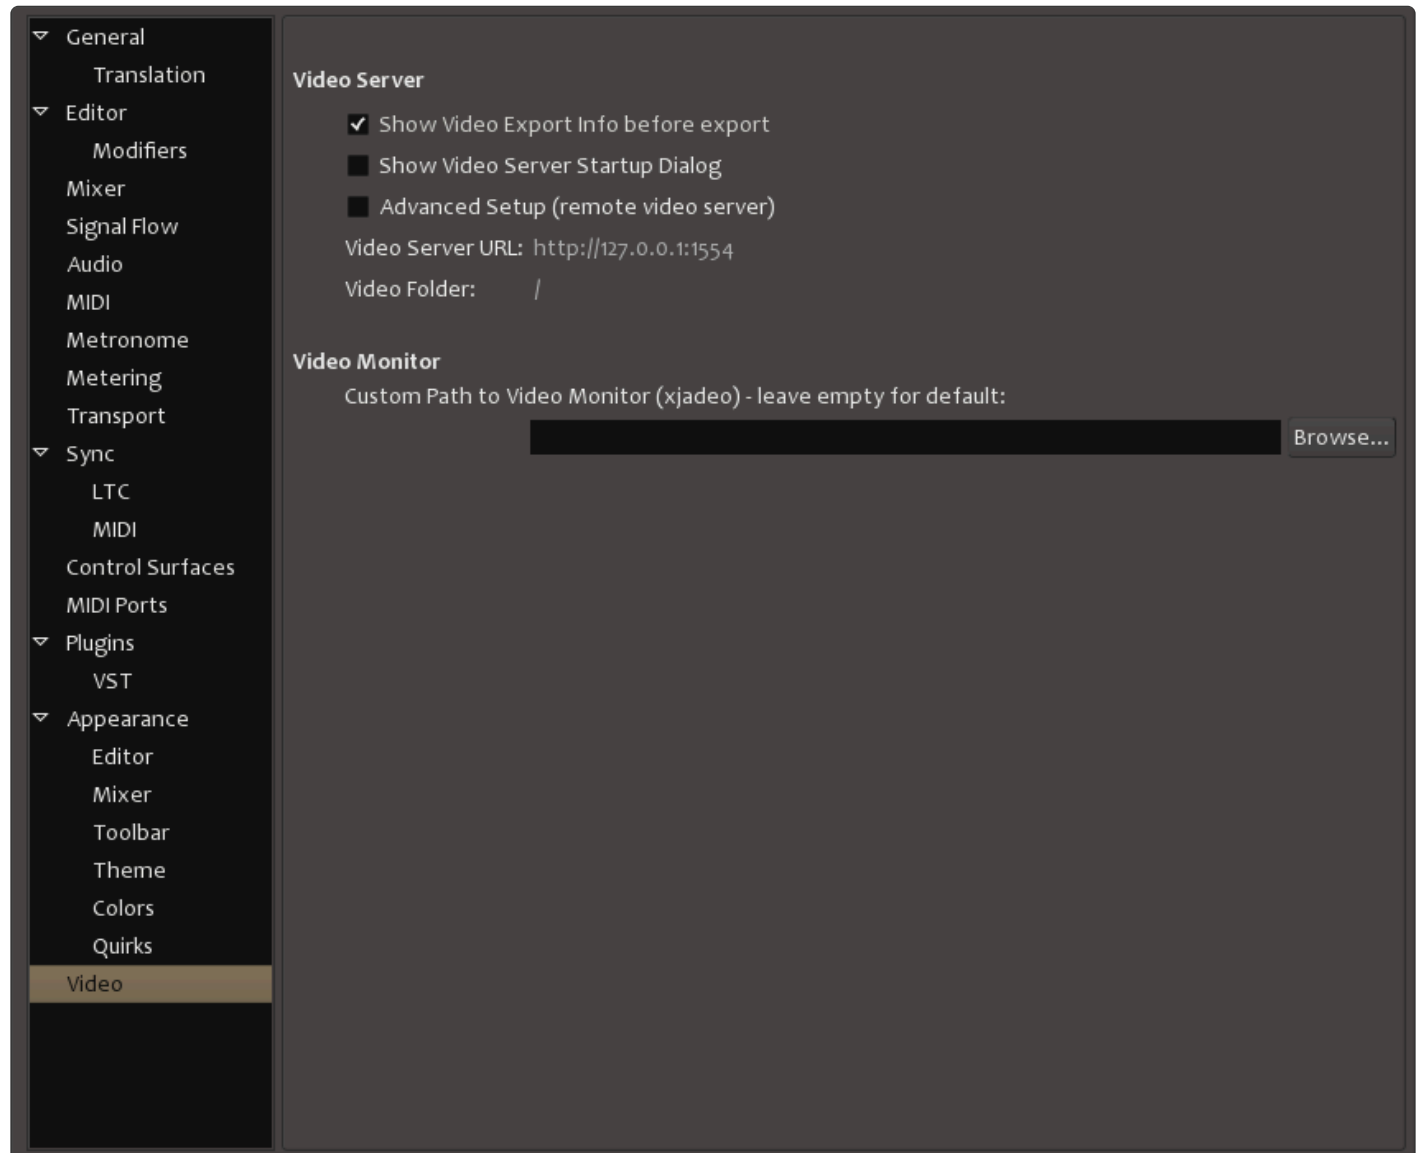 General
Translation
Editor
Modifiers
Mixer
Signal Flow
Audio
MIDI
Metronome
Metering
Transport
Sync
LTC
MIDI
Control Surfaces
MIDI Ports
Plugins
VST
Appearance
Editor
Mixer
Toolbar
Theme
Colors
Quirks
Video
Video Server
Show Video Export Info before export
Show Video Server Startup Dialog
Advanced Setup (remote video server)
Video Server URL: http://127.0.0.1:1554
Video Folder: /
Video Monitor
Custom Path to Video Monitor (xjadeo) - leave empty for default:
Browse...